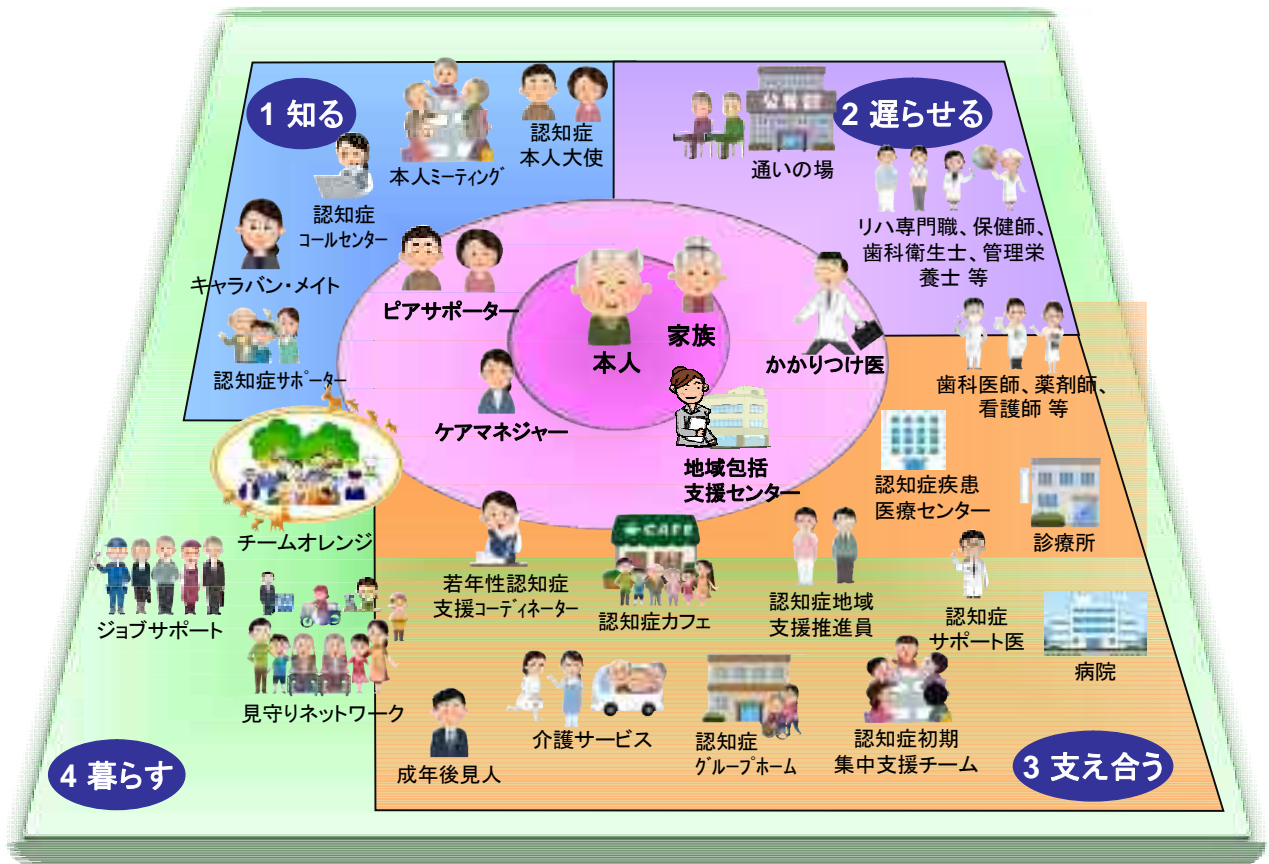 1 知る
本人ミーティング
認知症
本人大使
認知症
コールセンター
キャラバン・メイト
認知症サポーター
2 遅らせる
公民館
通いの場
リハ専門職、保健師、
歯科衛生士、管理栄
養士 等
ピアサポーター
本人
家族
かかりつけ医
ケアマネジャー
地域包括
支援センター
歯科医師、薬剤師、
看護師 等
認知症疾患
医療センター
診療所
チームオレンジ
若年性認知症
支援コーディネーター
CAFE
認知症カフェ
認知症地域
支援推進員
認知症
サポート医
病院
ジョブサポート
見守りネットワーク
成年後見人
介護サービス
認知症
グループホーム
認知症初期
集中支援チーム
3 支え合う
4 暮らす